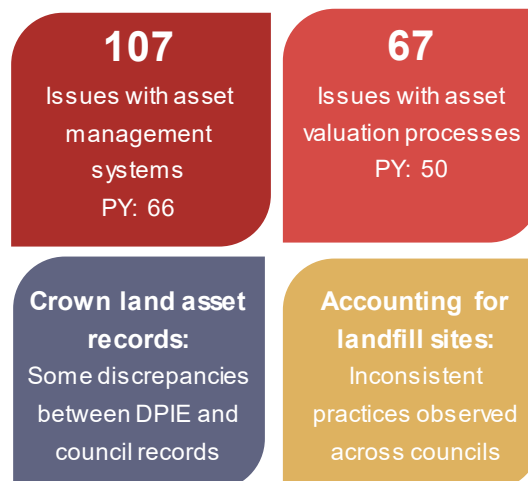 107
Issues with asset
management
systems
PY: 66
67
Issues with asset
valuation processes
PY: 50
Crown land asset
records:
Some discrepancies
between DPIE and
council records
Accounting for
landfill sites:
Inconsistent
practices observed
across councils